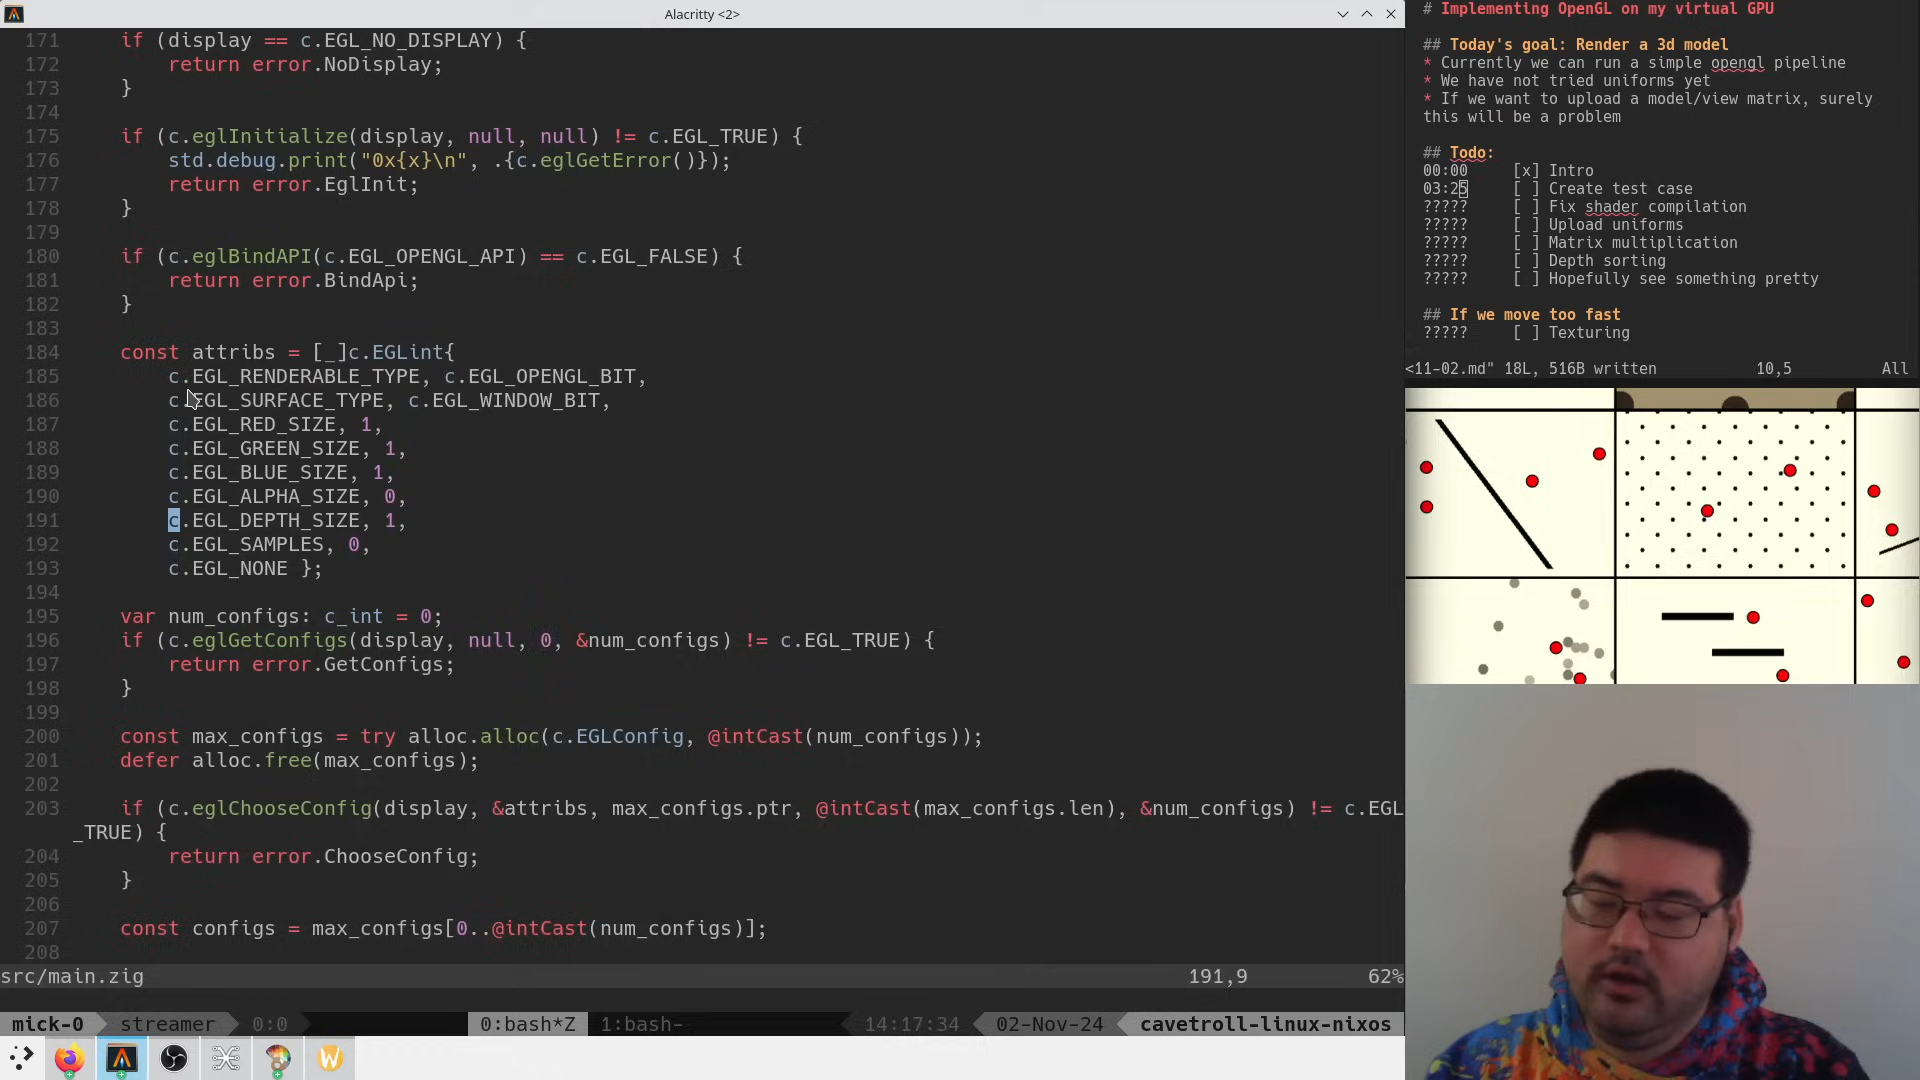 Alacritty <2>
171 if (display == c.EGL_NO_DISPLAY) {
172 return error.NoDisplay;
173 }
174
175 if (c.eglInitialize(display, null, null) != c.EGL_TRUE) {
176 std.debug.print("0x{x}\n", .{c.eglGetError()});
177 return error.EglInit;
178 }
179
180 if (c.eglBindAPI(c.EGL_OPENGL_API) == c.EGL_FALSE) {
181 return error.BindApi;
182 }
183
184 const attribs = [_]c.EGLint{
185 c.EGL_RENDERABLE_TYPE, c.EGL_OPENGL_BIT,
186 c.EGL_SURFACE_TYPE, c.EGL_WINDOW_BIT,
187 c.EGL_RED_SIZE, 1,
188 c.EGL_GREEN_SIZE, 1,
189 c.EGL_BLUE_SIZE, 1,
190 c.EGL_ALPHA_SIZE, 0,
191 c.EGL_DEPTH_SIZE, 1,
192 c.EGL_SAMPLES, 0,
193 c.EGL_NONE };
194
195 var num_configs: c_int = 0;
196 if (c.eglGetConfigs(display, null, 0, &num_configs) != c.EGL_TRUE) {
197 return error.GetConfigs;
198 }
199
200 const max_configs = try alloc.alloc(c.EGLConfig, @intCast(num_configs));
201 defer alloc.free(max_configs);
202
203 if (c.eglChooseConfig(display, &attribs, max_configs.ptr, @intCast(max_configs.len), &num_configs) != c.EGL
_TRUE) {
204 return error.ChooseConfig;
205 }
206
207 const configs = max_configs[0..@intCast(num_configs)];
208
src/main.zig 191,9 62%
mick-0 streamer 0:0 0:bash*Z 1:bash- 14:17:34 02-Nov-24 cavetroll-linux-nixos
# Implementing OpenGL on my virtual GPU
## Today's goal: Render a 3d model
* Currently we can run a simple opengl pipeline
* We have not tried uniforms yet
* If we want to upload a model/view matrix, surely
this will be a problem
## Todo:
00:00 [x] Intro
03:25 [ ] Create test case
????? [ ] Fix shader compilation
????? [ ] Upload uniforms
????? [ ] Matrix multiplication
????? [ ] Depth sorting
????? [ ] Hopefully see something pretty
## If we move too fast
????? [ ] Texturing
<11-02.md" 18L, 516B written 10,5 All